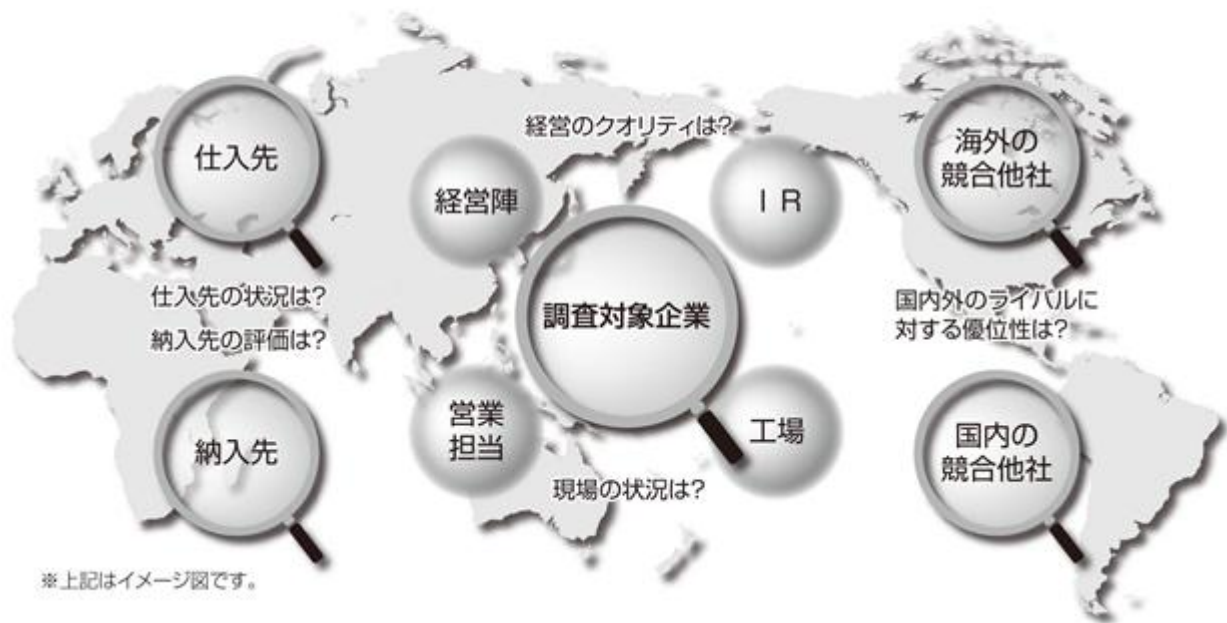 仕入先
仕入先の状況は?
納入先の評価は?
納入先
経営のクオリティは?
経営陣
ＩＲ
調査対象企業
営業
担当
工場
現場の状況は?
海外の
競合他社
国内外のライバルに
対する優位性は?
国内の
競合他社
※上記はイメージ図です。